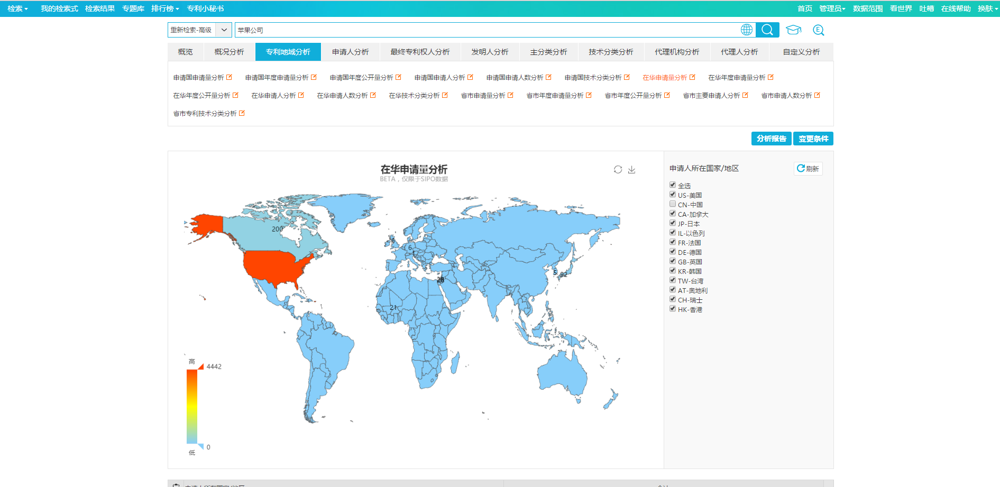 检索 我的检索式 检索结果 专题库 排行榜 专利小秘书 首页 管理员 数据范围 看世界 吐槽 在线帮助 换肤
重新检索-高级 苹果公司
概览 概况分析 专利地域分析 申请人分析 最终专利权人分析 发明人分析 主分类分析 技术分类分析 代理机构分析 代理人分析 自定义分析
申请国申请量分析 申请国年度申请量分析 申请国年度公开量分析 申请国申请人分析 申请国申请人数分析 申请国技术分类分析 在华申请量分析 在华年度申请量分析
在华年度公开量分析 在华申请人分析 在华申请人数分析 在华技术分类分析 省市申请量分析 省市年度申请量分析 省市年度公开量分析 省市主要申请人分析 省市申请人数分析
省市专利技术分类分析
分析报告 变更条件
在华申请量分析
BETA，仅限于SIPO数据
200
6
6
1
5
92
28
21
高
4442
0
低
申请人所在国家/地区 刷新
全选
US-美国
CN-中国
CA-加拿大
JP-日本
IL-以色列
FR-法国
DE-德国
GB-英国
KR-韩国
TW-台湾
AT-奥地利
CH-瑞士
HK-香港
申请人所在国家/地区 合计